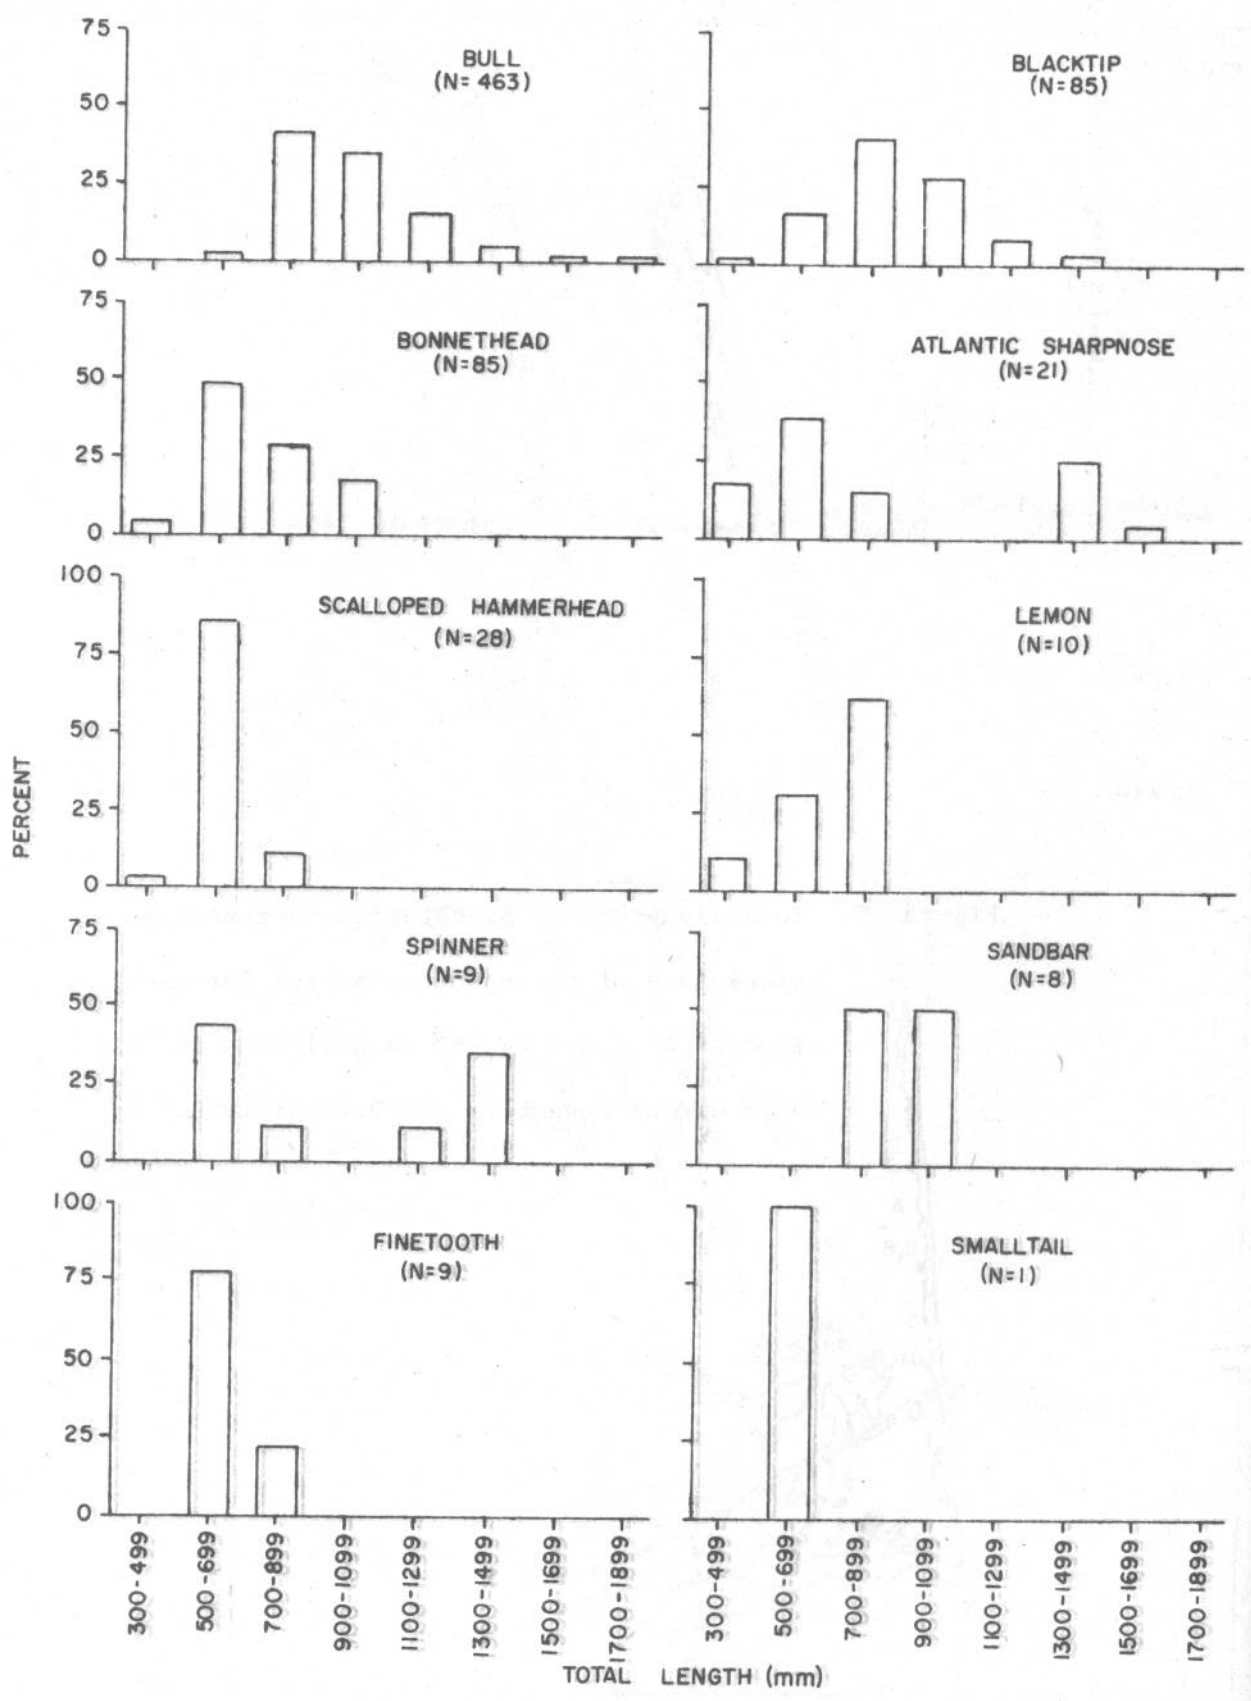 75
50
25
0
BULL
(N=463)
BLACKTIP
(N=85)
75
50
25
0
BONNETHEAD
(N=85)
ATLANTIC SHARPNOSE
(N=21)
100
75
50
25
0
SCALLOPED HAMMERHEAD
(N=28)
LEMON
(N=10)
PERCENT
75
50
25
0
SPINNER
(N=9)
SANDBAR
(N=8)
100
75
50
25
0
FINETOOTH
(N=9)
SMALLTAIL
(N=1)
300-499
500-699
700-899
900-1099
1100-1299
1300-1499
1500-1699
1700-1899
300-499
500-699
700-899
900-1099
1100-1299
1300-1499
1500-1699
1700-1899
TOTAL LENGTH (mm)